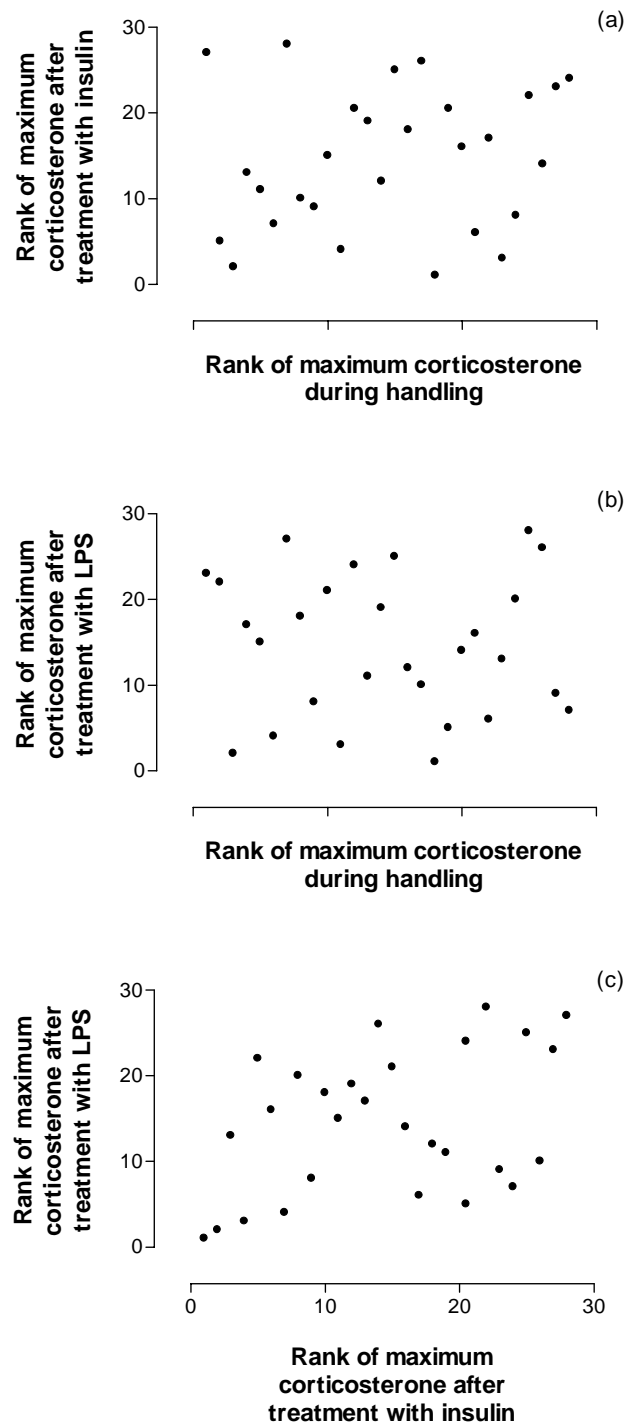 (a)
Rank of maximum
corticosterone after
treatment with insulin
30
20
10
0
Rank of maximum corticosterone
during handling
(b)
Rank of maximum
corticosterone after
treatment with LPS
30
20
10
0
Rank of maximum corticosterone
during handling
(c)
Rank of maximum
corticosterone after
treatment with LPS
30
20
10
0
0 10 20 30
Rank of maximum
corticosterone after
treatment with insulin